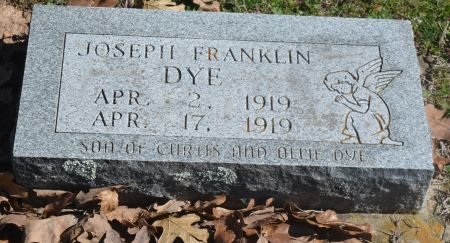 JOSEPH FRANKLIN
DYE
APR. 2, 1919
APR. 17, 1919
SON OF CURTIS AND OLLIE DYE